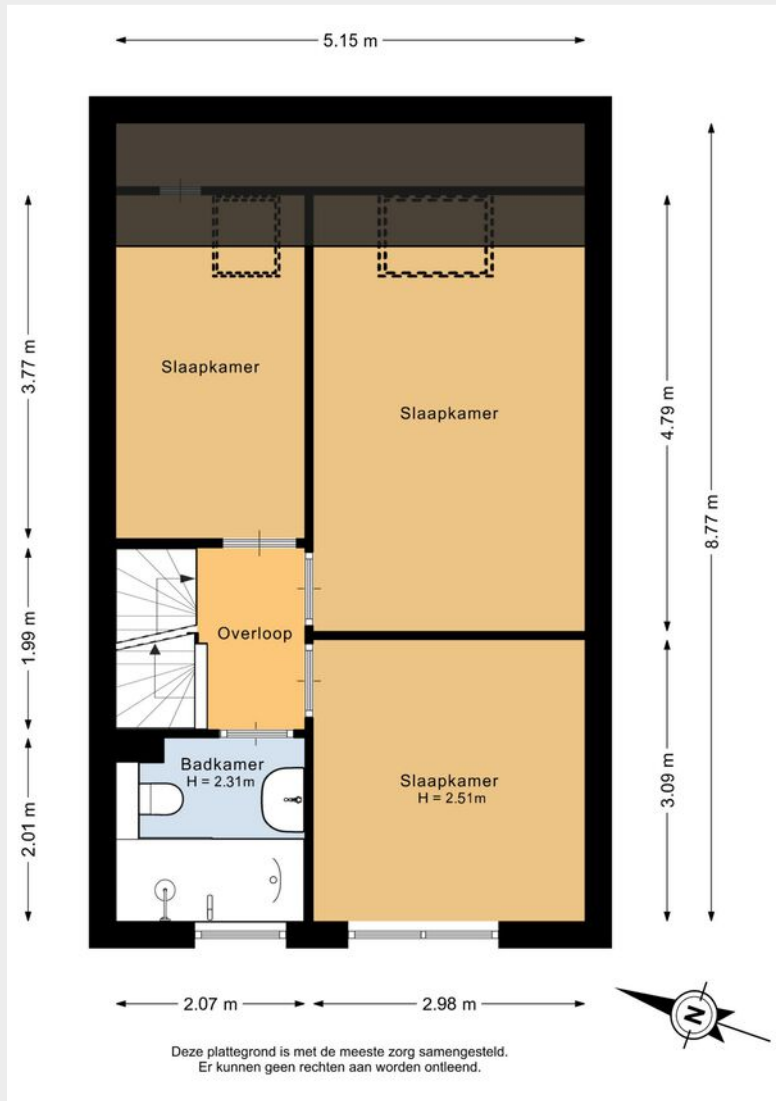 5.15 m
3.77 m
Slaapkamer
Slaapkamer
4.79 m
8.77 m
1.99 m
Overloop
Badkamer
H = 2.31m
Slaapkamer
H = 2.51m
3.09 m
2.01 m
2.07 m
2.98 m
N
Deze plattegrond is met de meeste zorg samengesteld.
Er kunnen geen rechten aan worden ontleend.